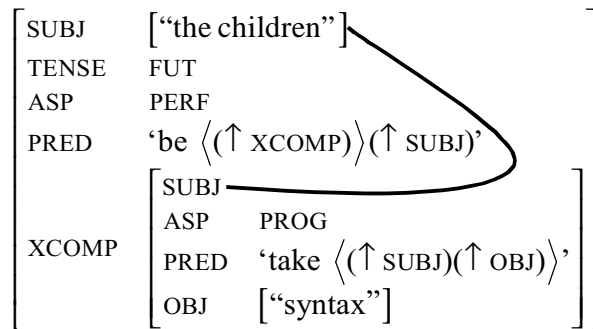 SUBJ [“the children”]
TENSE FUT
ASP PERF
PRED ‘be ⟨(↑ XCOMP)⟩(↑ SUBJ)’
SUBJ
ASP PROG
XCOMP PRED ‘take ⟨(↑ SUBJ)(↑ OBJ)⟩’
OBJ [“syntax”]